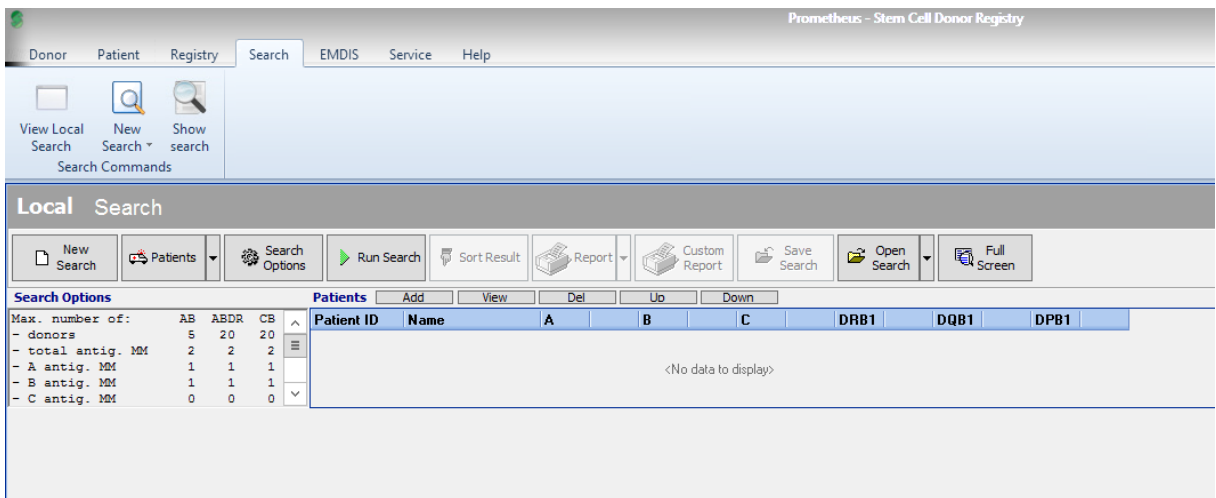 Prometheus - Stem Cell Donor Registry
Donor Patient Registry Search EMDIS Service Help
View Local Search
New Search
Show search
Search Commands
Local Search
New Search
Patients
Search Options
Run Search
Sort Result
Report
Custom Report
Save Search
Open Search
Full Screen
Search Options
Max. number of: AB ABDR CB
- donors 5 20 20
- total antig. MM 2 2 2
- A antig. MM 1 1 1
- B antig. MM 1 1 1
- C antig. MM 0 0 0
Patients Add View Del Up Down
Patient ID Name A B C DRB1 DQB1 DPB1
<No data to display>